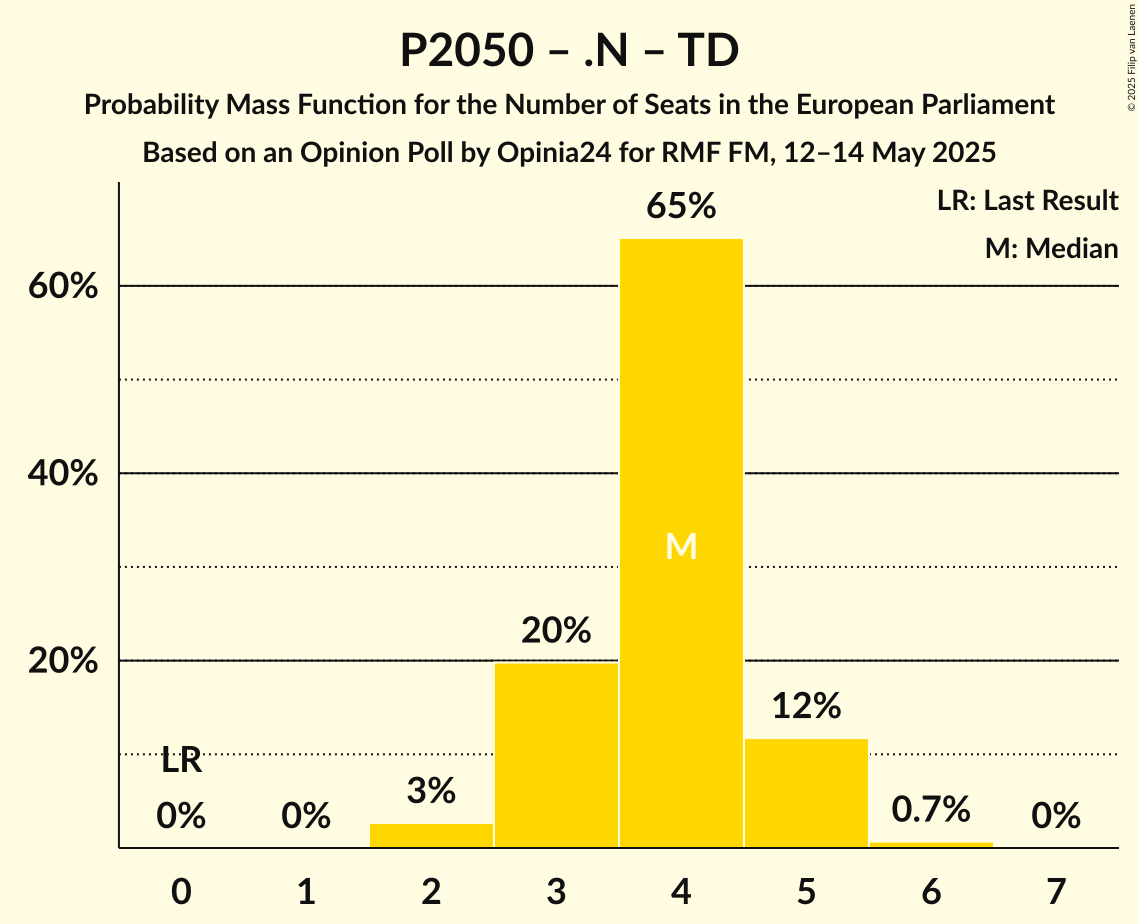 P2050 – .N – TD
Probability Mass Function for the Number of Seats in the European Parliament
Based on an Opinion Poll by Opinia24 for RMF FM, 12–14 May 2025
© 2025 Filip van Laenen
LR: Last Result
M: Median
65%
60%
40%
M
20%
20%
12%
LR
3%
0.7%
0%
0%
0%
0 1 2 3 4 5 6 7